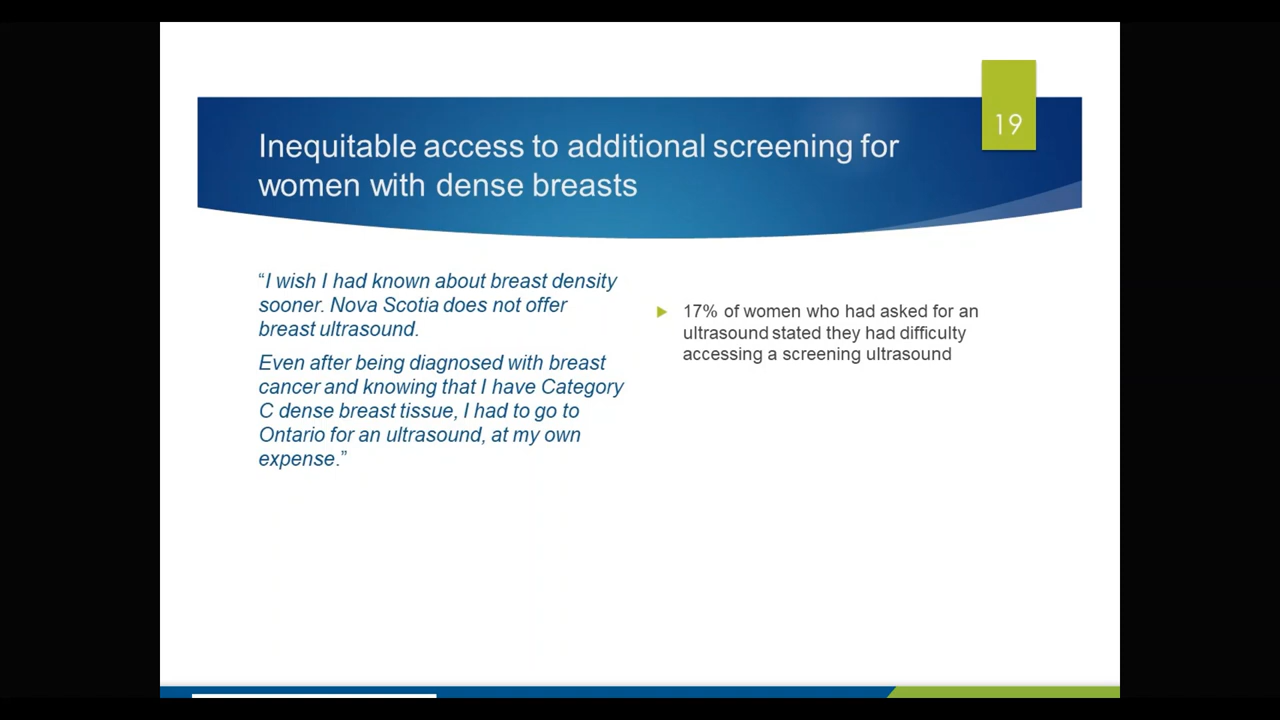 19
Inequitable access to additional screening for
women with dense breasts
“I wish I had known about breast density
sooner. Nova Scotia does not offer
breast ultrasound.
Even after being diagnosed with breast
cancer and knowing that I have Category
C dense breast tissue, I had to go to
Ontario for an ultrasound, at my own
expense.”
17% of women who had asked for an
ultrasound stated they had difficulty
accessing a screening ultrasound